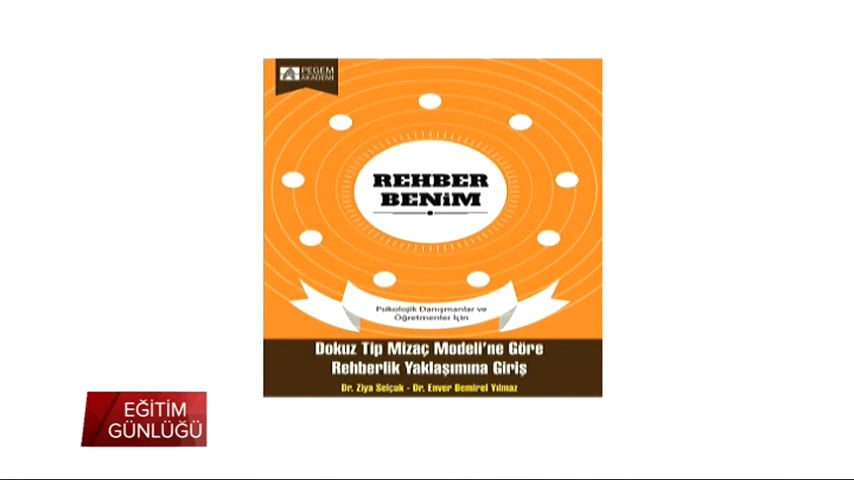 PEGEM
AKADEMİ
REHBER
BENiM
Psikolojik Danışmanlar ve
Öğretmenler İçin
Dokuz Tip Mizaç Modeli'ne Göre
Rehberlik Yaklaşımına Giriş
Dr. Ziya Selçuk - Dr. Enver Demirel Yılmaz
EĞİTİM
GÜNLÜĞÜ